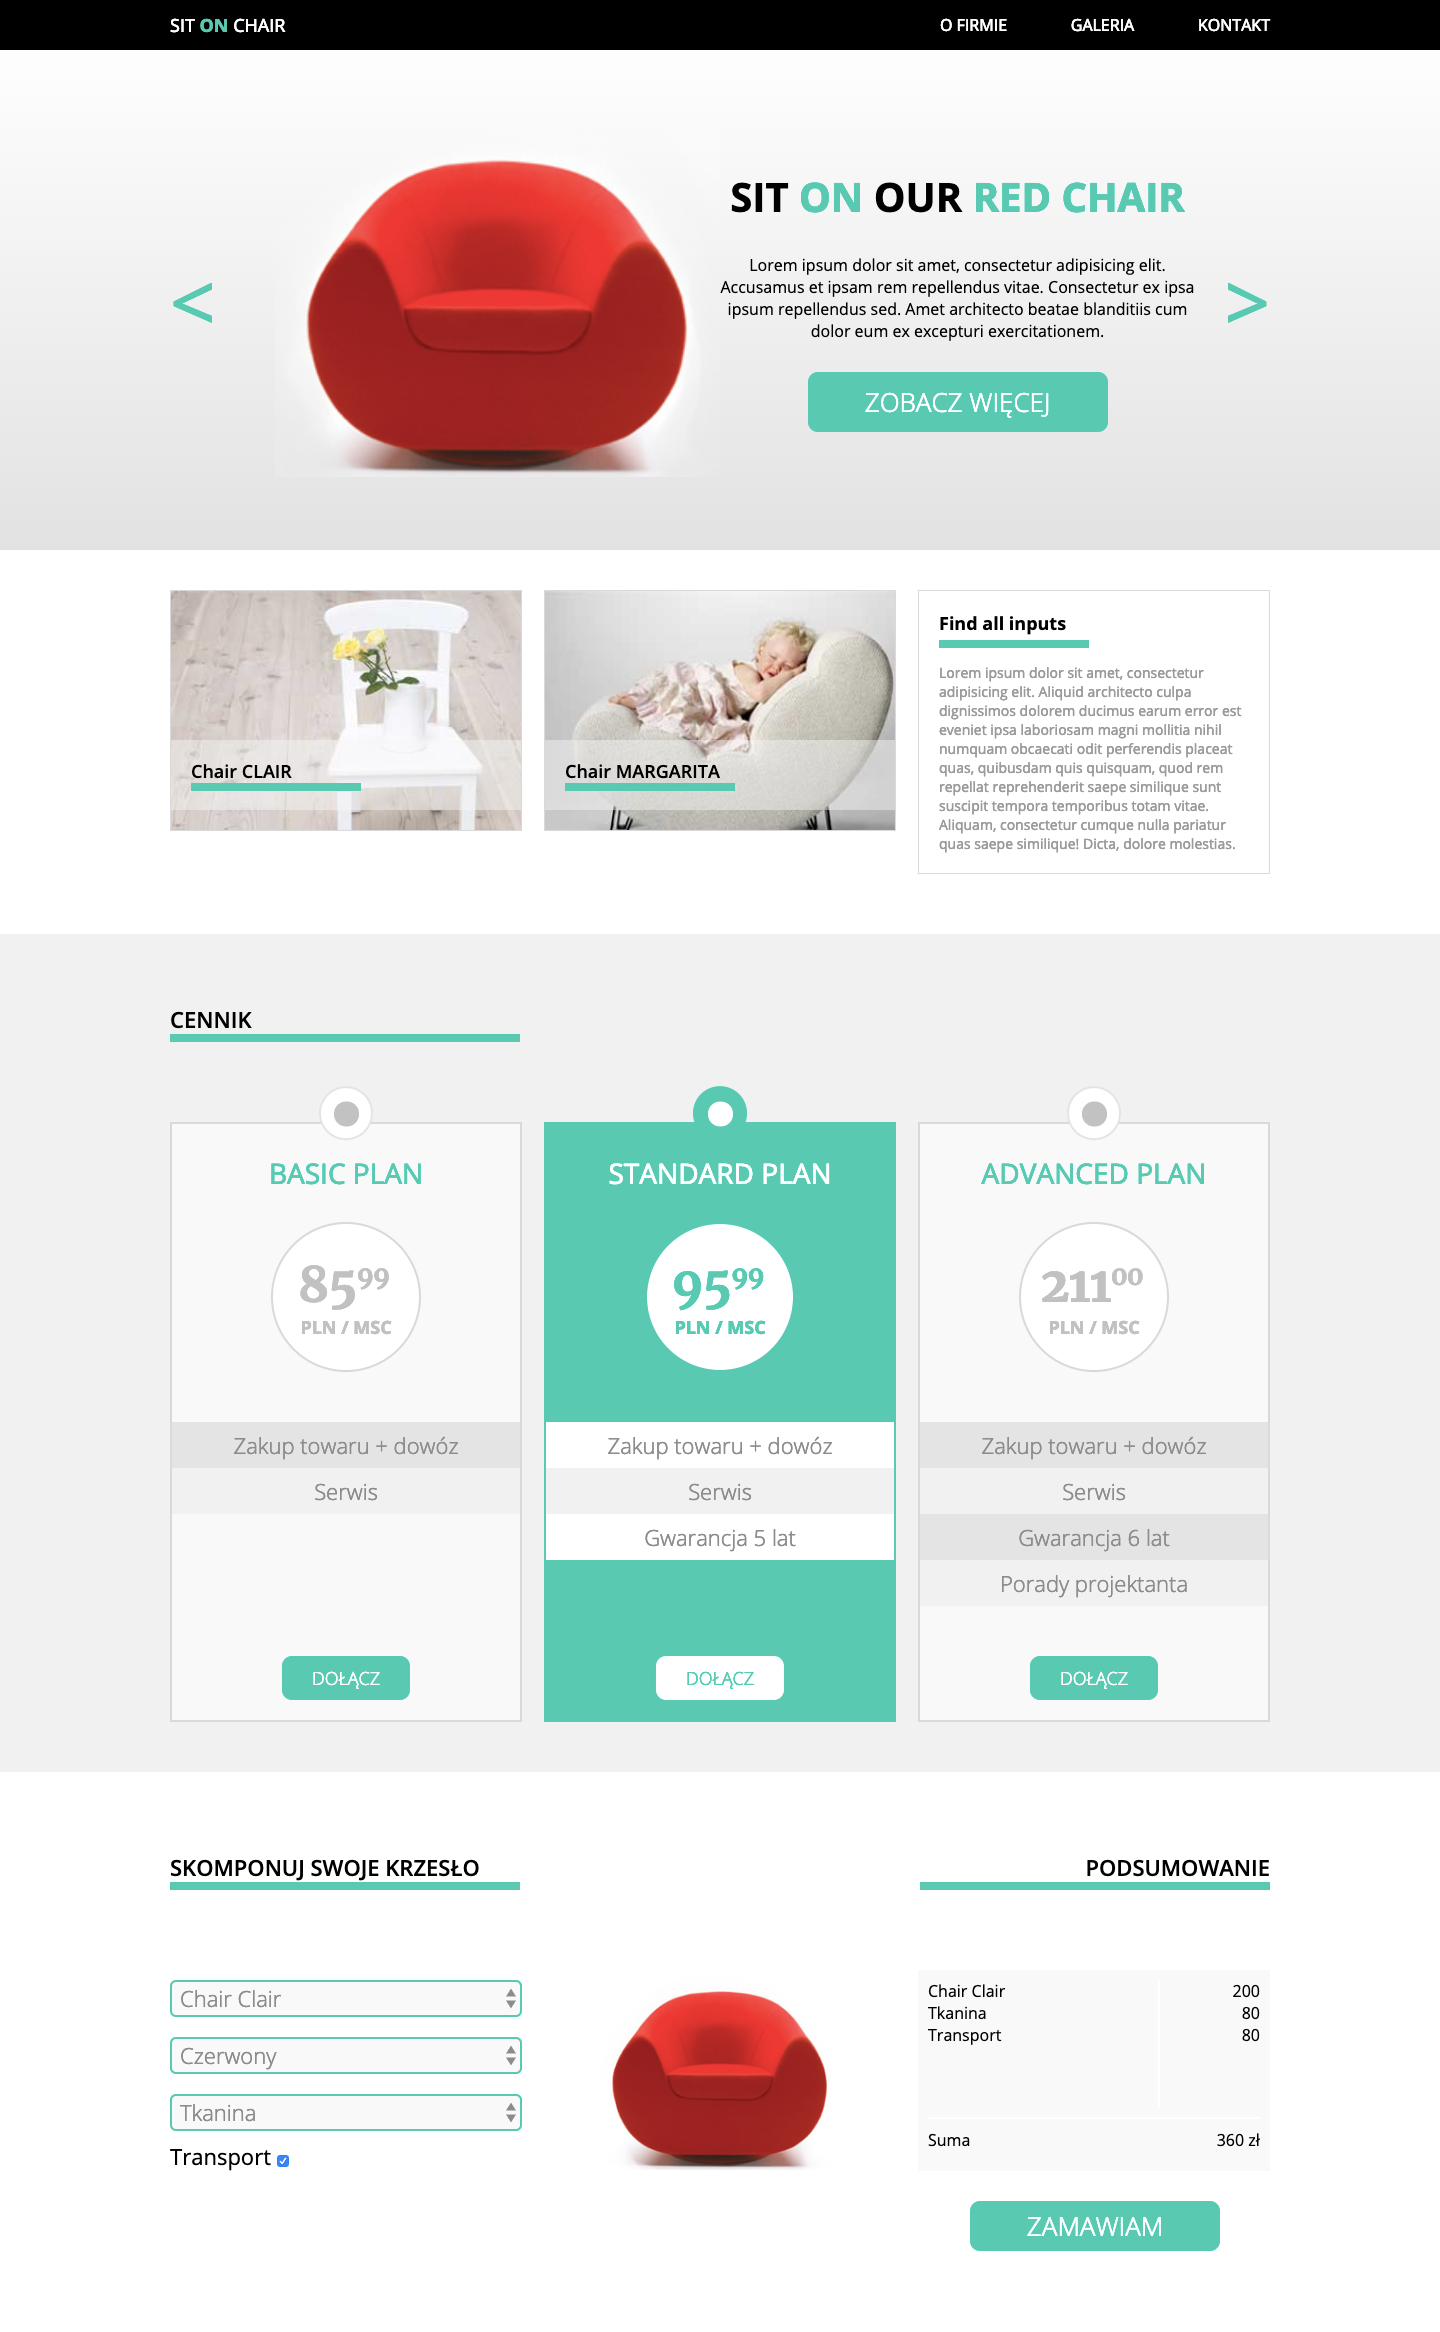 SIT ON CHAIR
O FIRMIE GALERIA KONTAKT
SIT ON OUR RED CHAIR
Lorem ipsum dolor sit amet, consectetur adipisicing elit.
Accusamus et ipsam rem repellendus vitae. Consectetur ex ipsa
ipsum repellendus sed. Amet architecto beatae blanditiis cum
dolor eum ex excepturi exercitationem.
< >
ZOBACZ WIĘCEJ
Chair CLAIR
Chair MARGARITA
Find all inputs
Lorem ipsum dolor sit amet, consectetur
adipisicing elit. Aliquid architecto culpa
dignissimos dolorem ducimus earum error est
eveniet ipsa laboriosam magni mollitia nihil
numquam obcaecati odit perferendis placeat
quas, quibusdam quis quisquam, quod rem
repellat reprehenderit saepe similique sunt
suscipit tempora temporibus totam vitae.
Aliquam, consectetur cumque nulla pariatur
quas saepe similique! Dicta, dolore molestias.
CENNIK
BASIC PLAN
8599
PLN / MSC
Zakup towaru + dowóz
Serwis
DOŁĄCZ
STANDARD PLAN
9599
PLN / MSC
Zakup towaru + dowóz
Serwis
Gwarancja 5 lat
DOŁĄCZ
ADVANCED PLAN
21100
PLN / MSC
Zakup towaru + dowóz
Serwis
Gwarancja 6 lat
Porady projektanta
DOŁĄCZ
SKOMPONUJ SWOJE KRZESŁO
Chair Clair
Czerwony
Tkanina
Transport
PODSUMOWANIE
Chair Clair 200
Tkanina 80
Transport 80
Suma 360 zł
ZAMAWIAM